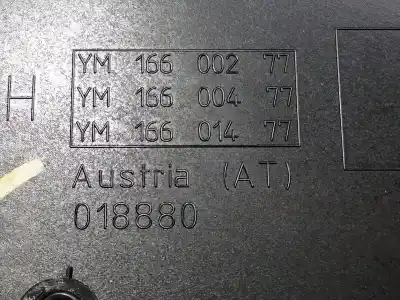 YM 166 002 77
H
YM 166 004 77
YM 166 014 77
Austria (AT)
018880